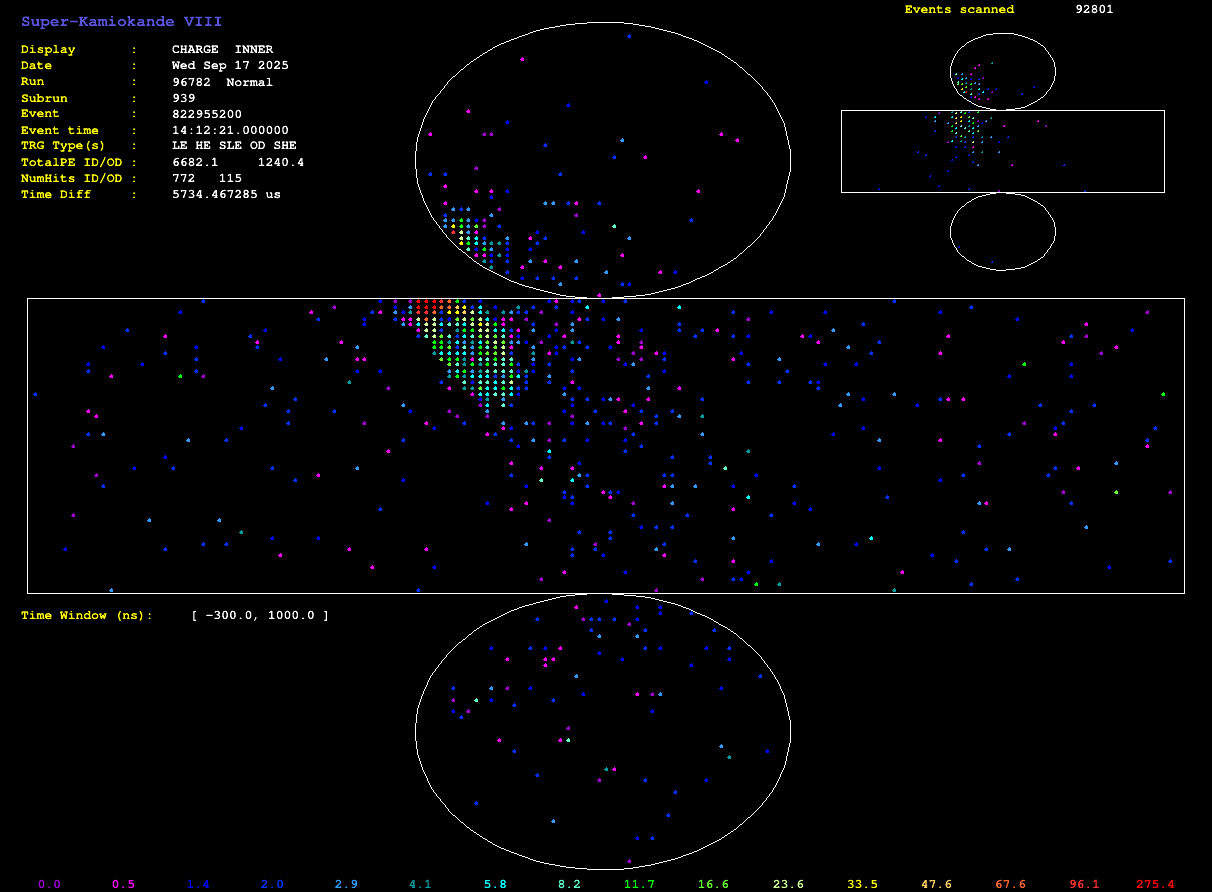 Super-Kamiokande VIII
Events scanned 92801
Display : CHARGE INNER
Date : Wed Sep 17 2025
Run : 96782 Normal
Subrun : 939
Event : 822955200
Event time : 14:12:21.000000
TRG Type(s) : LE HE SLE OD SHE
TotalPE ID/OD : 6682.1 1240.4
NumHits ID/OD : 772 115
Time Diff : 5734.467285 us
Time Window (ns): [ -300.0, 1000.0 ]
0.0 0.5 1.4 2.0 2.9 4.1 5.8 8.2 11.7 16.6 23.6 33.5 47.6 67.6 96.1 275.4